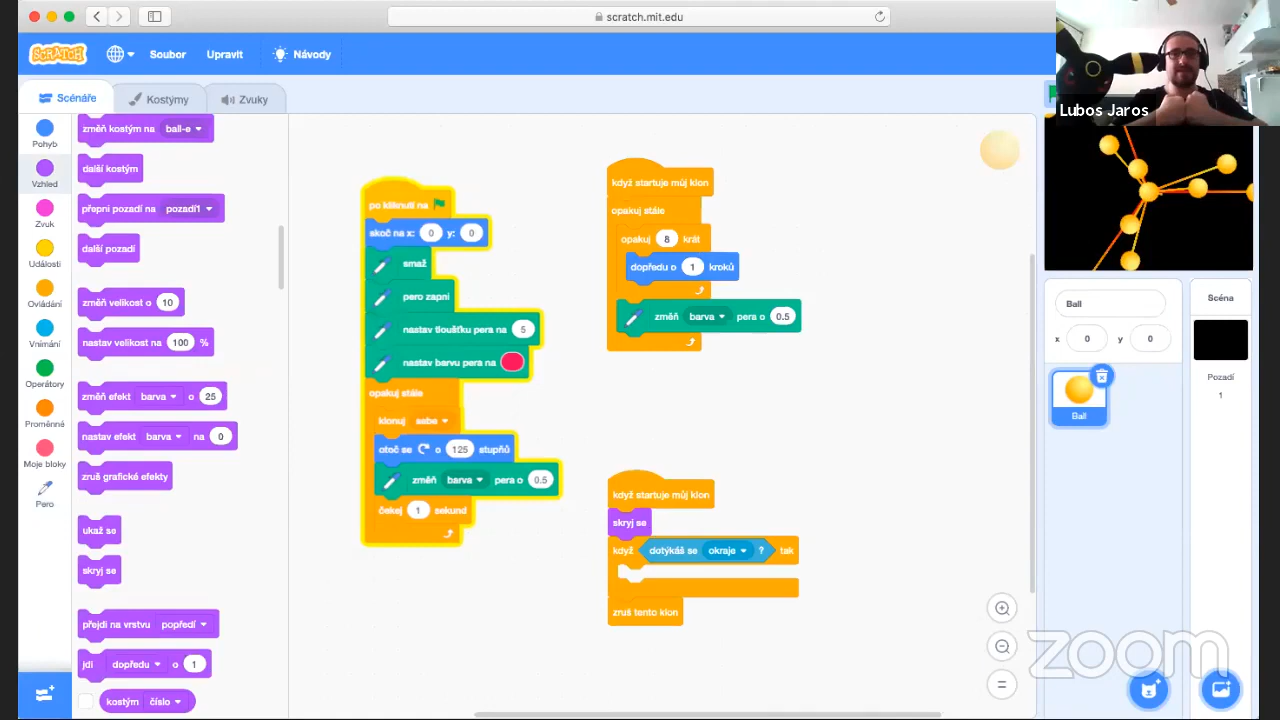 scratch.mit.edu
SCRATCH
Soubor
Upravit
Návody
Lubos Jaros
Scénáře
Kostýmy
Zvuky
Pohyb
Vzhled
Zvuk
Události
Ovládání
Vnímání
Operátory
Proměnné
Moje bloky
Pero
změň kostým na ball-e
další kostým
přepni pozadí na pozadí1
další pozadí
změň velikost o 10
nastav velikost na 100 %
změň efekt barva o 25
nastav efekt barva na 0
zruš grafické efekty
ukaž se
skryj se
přejdi na vrstvu popředí
jdi dopředu o 1
kostým číslo
po kliknutí na
skoč na x: 0 y: 0
smaž
pero zapni
nastav tloušťku pera na 5
nastav barvu pera na
opakuj stále
klonuj sebe
otoč se o 125 stupňů
změň barva pera o 0.5
čekej 1 sekund
když startuje můj klon
opakuj stále
opakuj 8 krát
dopředu o 1 kroků
změň barva pera o 0.5
když startuje můj klon
skryj se
když dotýkáš se okraje ? tak
zruš tento klon
Ball
x 0 y 0
Ball
Scéna
Pozadí
1
zoom